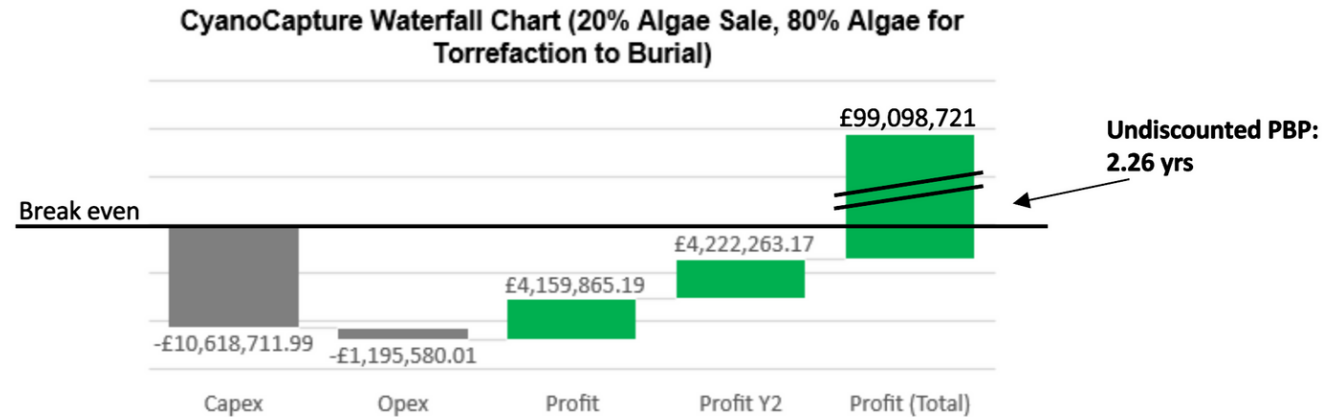 CyanoCapture Waterfall Chart (20% Algae Sale, 80% Algae for
Torrefaction to Burial)
£99,098,721
Undiscounted PBP:
2.26 yrs
Break even
£4,222,263.17
£4,159,865.19
-£10,618,711.99
-£1,195,580.01
Capex
Opex
Profit
Profit Y2
Profit (Total)